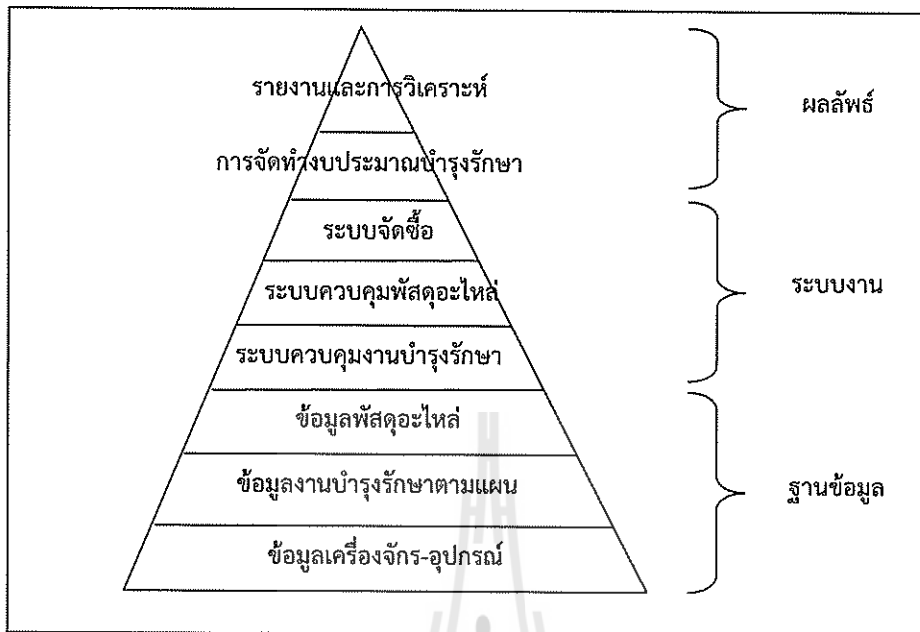 รายงานและการวิเคราะห์
ผลลัพธ์
การจัดทำงบประมาณบำรุงรักษา
ระบบจัดซื้อ
ระบบควบคุมพัสดุอะไหล่
ระบบงาน
ระบบควบคุมงานบำรุงรักษา
ข้อมูลพัสดุอะไหล่
ข้อมูลงานบำรุงรักษาตามแผน
ฐานข้อมูล
ข้อมูลเครื่องจักร-อุปกรณ์